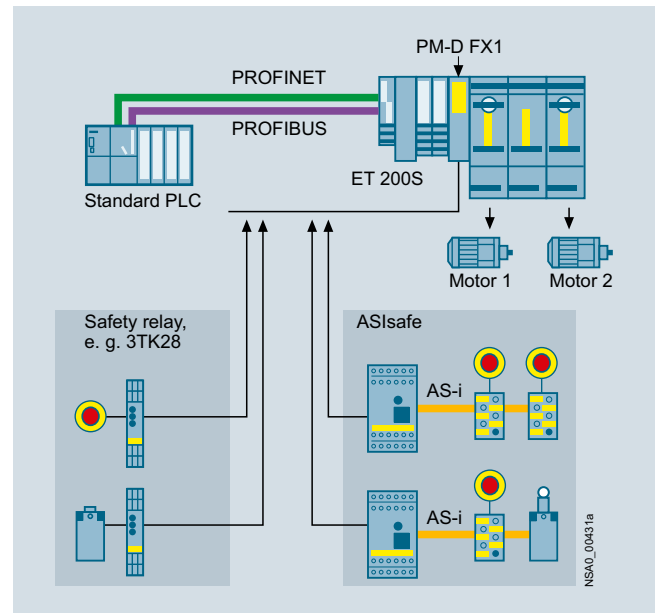 PM-D FX1
PROFINET
PROFIBUS
ET 200S
Standard PLC
Motor 1
Motor 2
Safety relay,
e. g. 3TK28
ASIsafe
AS-i
AS-i
NSA0_00431a